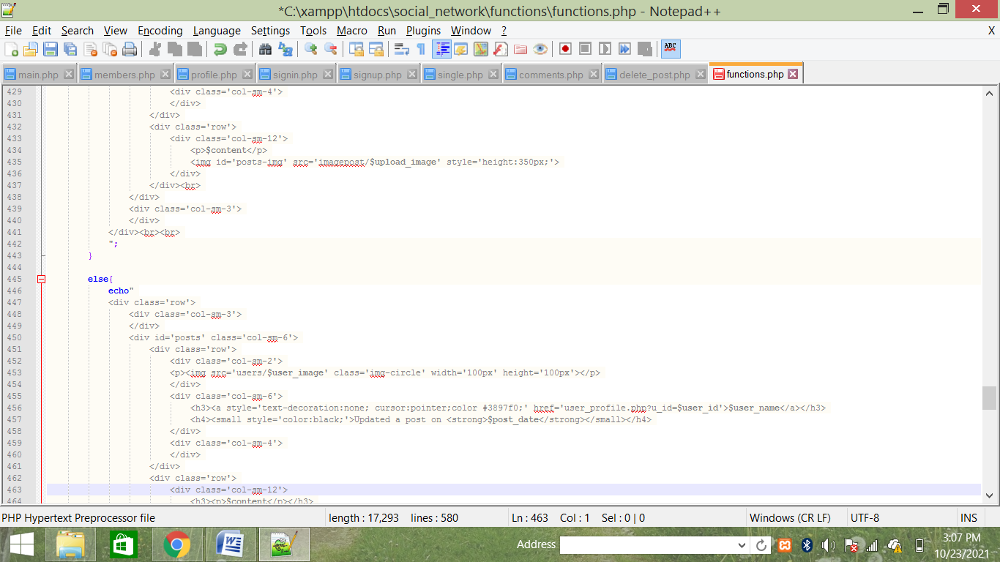 *C:\xampp\htdocs\social_network\functions\functions.php - Notepad++
File Edit Search View Encoding Language Settings Tools Macro Run Plugins Window ? X
ABC
main.php members.php profile.php signin.php signup.php single.php comments.php delete_post.php functions.php
429 <div class='col-sm-4'>
430 </div>
431 </div>
432 <div class='row'>
433 <div class='col-sm-12'>
434 <p>$content</p>
435 <img id='posts-img' src='imagepost/$upload_image' style='height:350px;'>
436 </div>
437 </div><br>
438 </div>
439 <div class='col-sm-3'>
440 </div>
441 </div><br><br>
442 ";
443 }
444
445 else{
446 echo"
447 <div class='row'>
448 <div class='col-sm-3'>
449 </div>
450 <div id='posts' class='col-sm-6'>
451 <div class='row'>
452 <div class='col-sm-2'>
453 <p><img src='users/$user_image' class='img-circle' width='100px' height='100px'></p>
454 </div>
455 <div class='col-sm-6'>
456 <h3><a style='text-decoration:none; cursor:pointer;color #3897f0;' href='user_profile.php?u_id=$user_id'>$user_name</a></h3>
457 <h4><small style='color:black;'>Updated a post on <strong>$post_date</strong></small></h4>
458 </div>
459 <div class='col-sm-4'>
460 </div>
461 </div>
462 <div class='row'>
463 <div class='col-sm-12'>
464 <h3><p>$content</p></h3>
PHP Hypertext Preprocessor file length : 17,293 lines : 580 Ln : 463 Col : 1 Sel : 0 | 0 Windows (CR LF) UTF-8 INS
Address 3:07 PM
10/23/2021